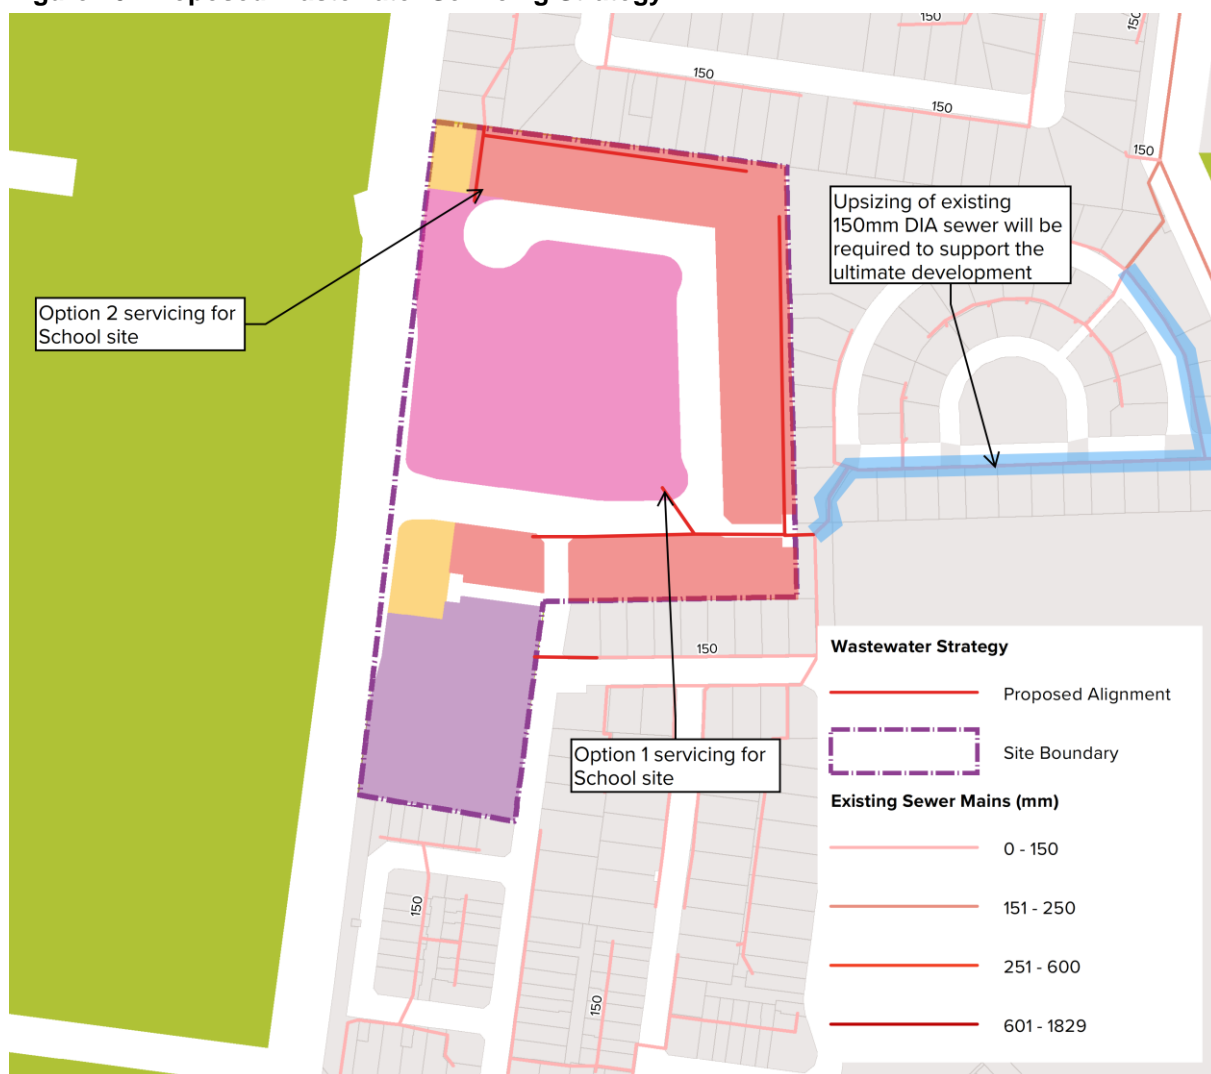 150
150
150
150
150
Upsizing of existing
150mm DIA sewer will be
required to support the
ultimate development
Option 2 servicing for
School site
150
Option 1 servicing for
School site
150
150
Wastewater Strategy
Proposed Alignment
Site Boundary
Existing Sewer Mains (mm)
0 - 150
151 - 250
251 - 600
601 - 1829